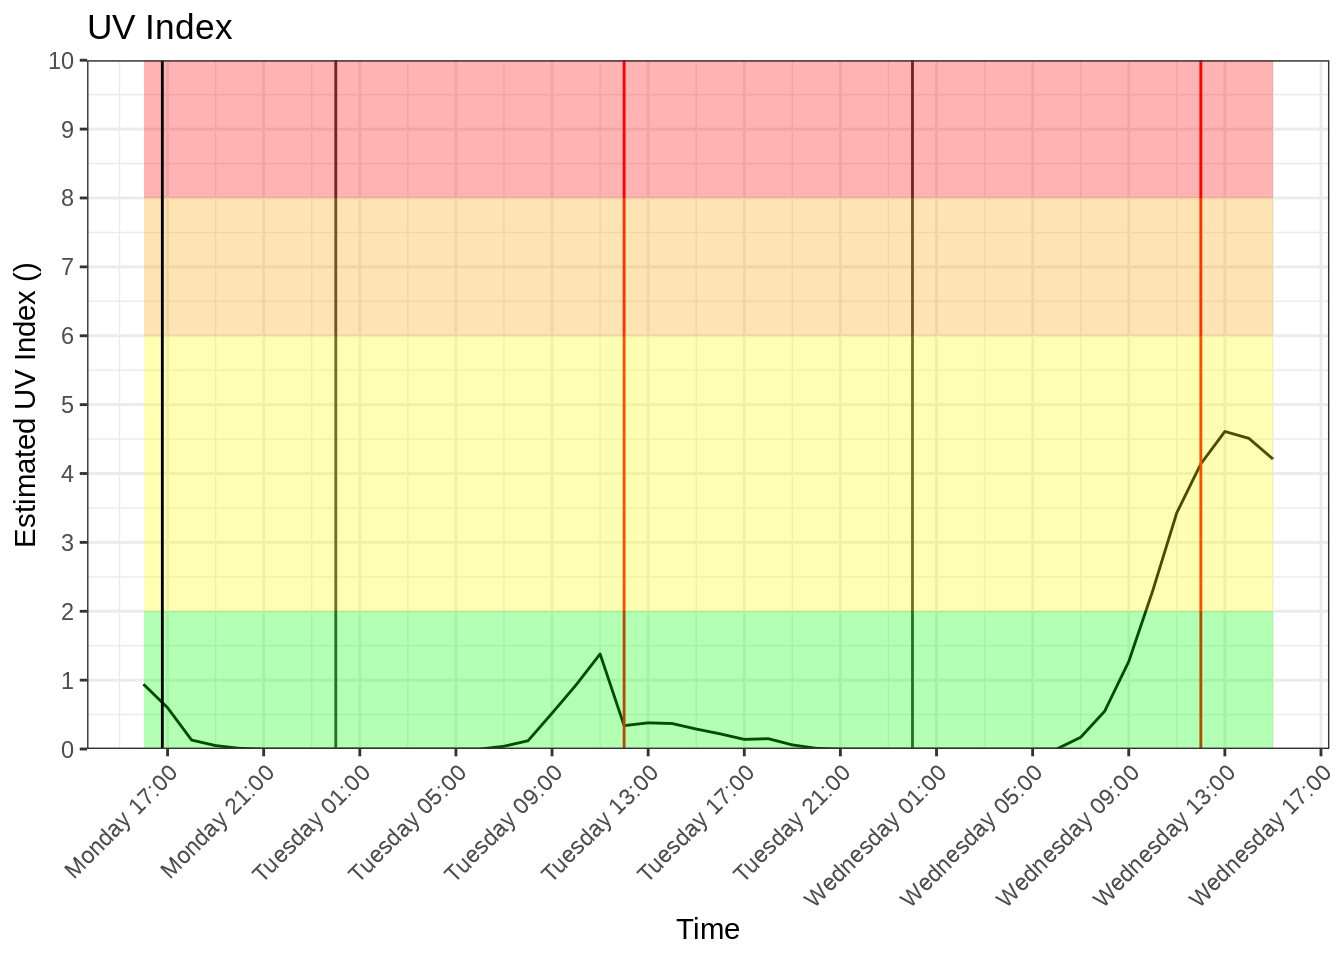 UV Index
Estimated UV Index ()
10
9
8
7
6
5
4
3
2
1
0
Monday 17:00
Monday 21:00
Tuesday 01:00
Tuesday 05:00
Tuesday 09:00
Tuesday 13:00
Tuesday 17:00
Tuesday 21:00
Wednesday 01:00
Wednesday 05:00
Wednesday 09:00
Wednesday 13:00
Wednesday 17:00
Time